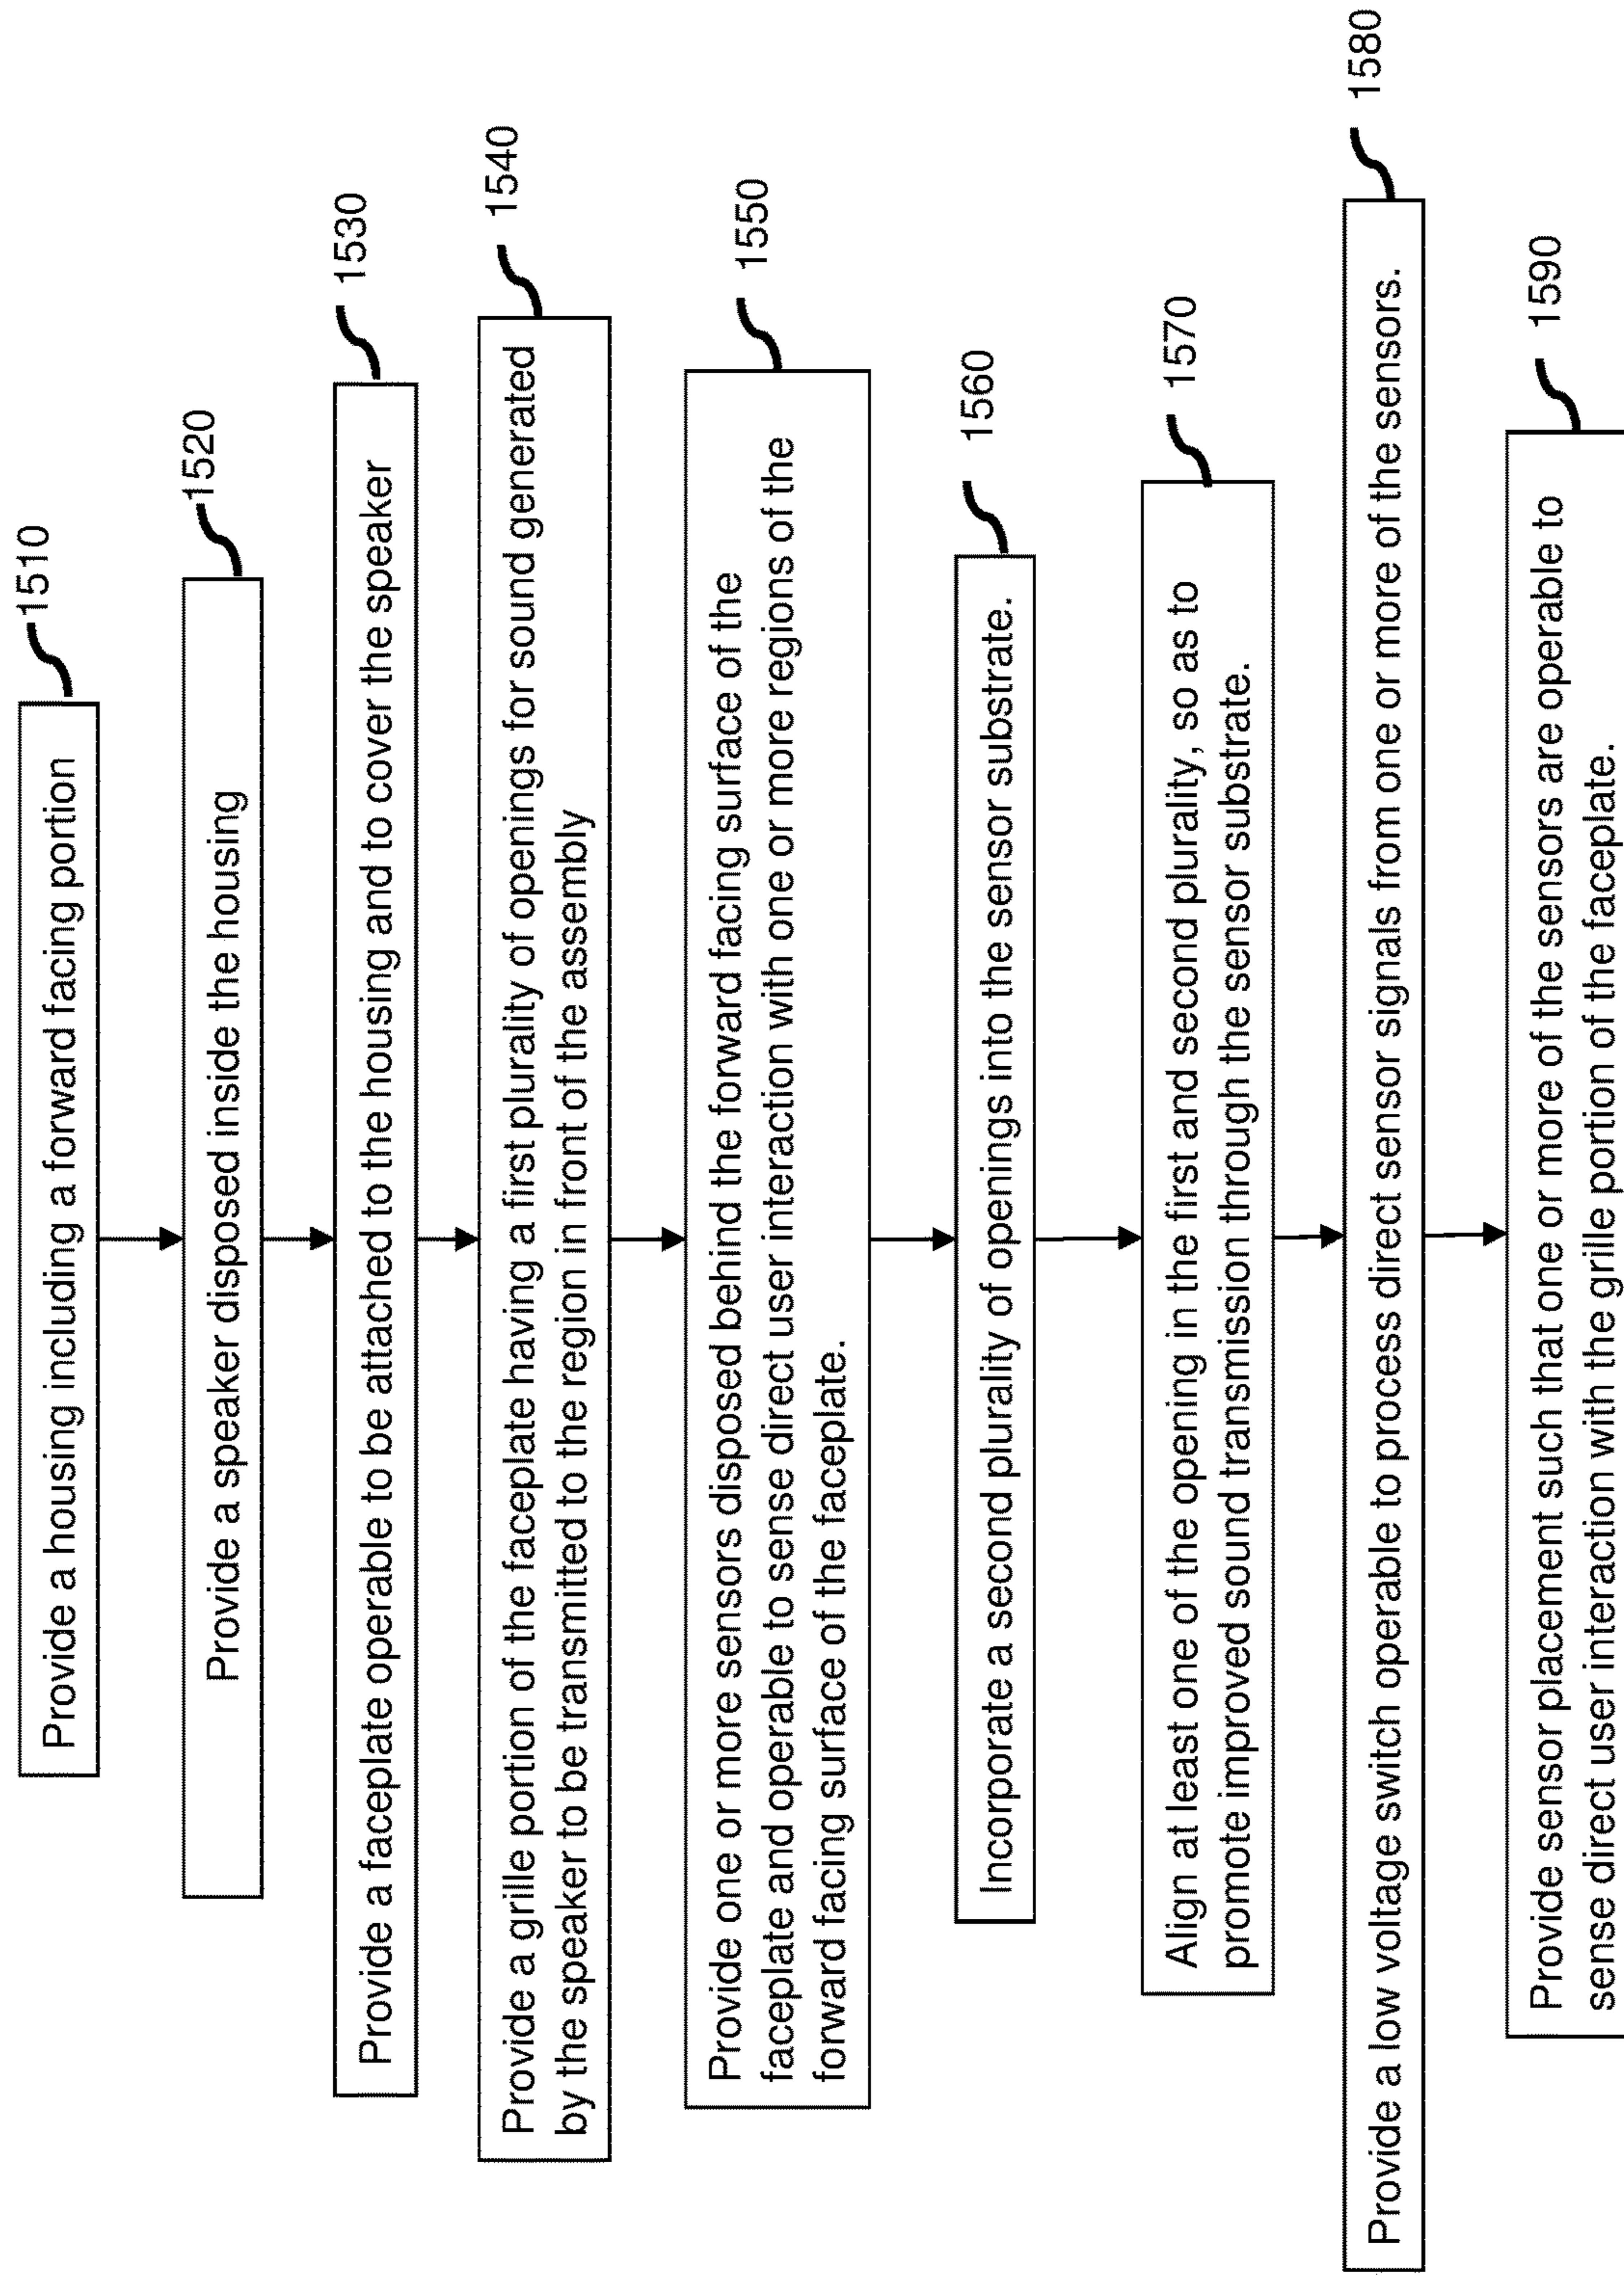 1510
Provide a housing including a forward facing portion
1520
Provide a speaker disposed inside the housing
1530
Provide a faceplate operable to be attached to the housing and to cover the speaker
1540
Provide a grille portion of the faceplate having a first plurality of openings for sound generated
by the speaker to be transmitted to the region in front of the assembly
1550
Provide one or more sensors disposed behind the forward facing surface of the
faceplate and operable to sense direct user interaction with one or more regions of the
forward facing surface of the faceplate.
1560
Incorporate a second plurality of openings into the sensor substrate.
1570
Align at least one of the opening in the first and second plurality, so as to
promote improved sound transmission through the sensor substrate.
1580
Provide a low voltage switch operable to process direct sensor signals from one or more of the sensors.
1590
Provide sensor placement such that one or more of the sensors are operable to
sense direct user interaction with the grille portion of the faceplate.